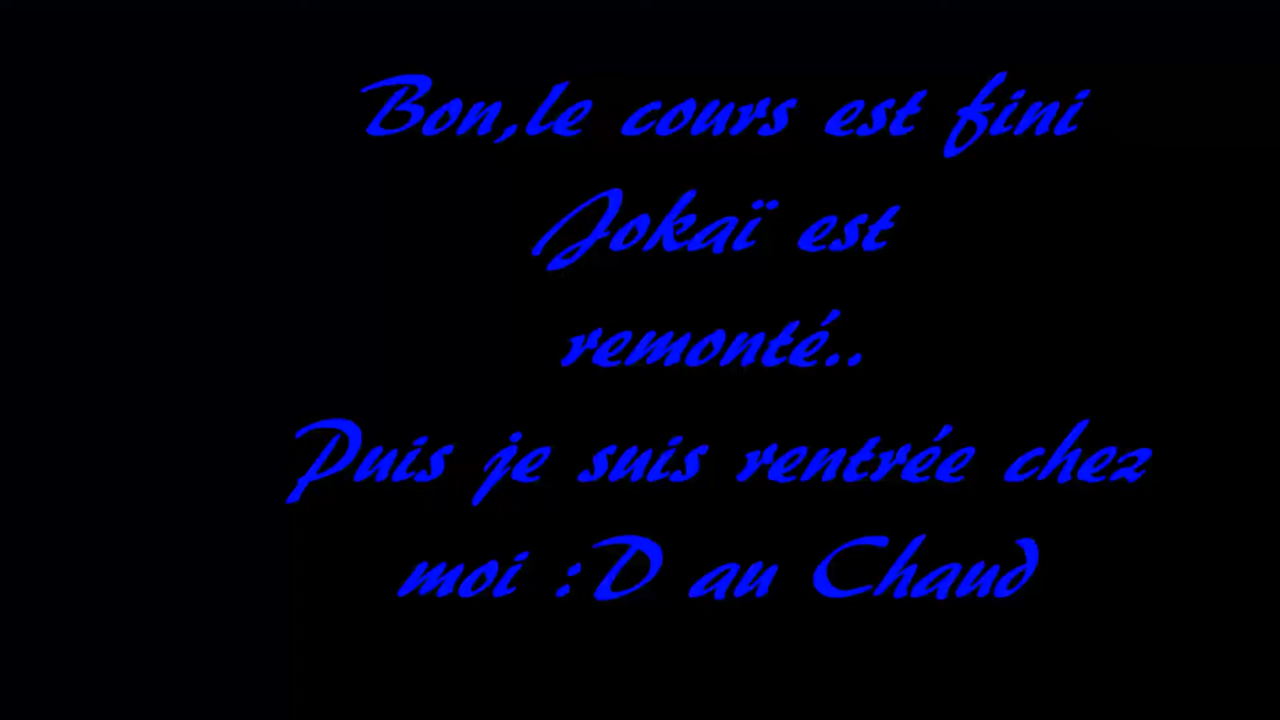 Bon,le cours est fini
Jokaï est
remonté..
Puis je suis rentrée chez
moi :D au Chaud